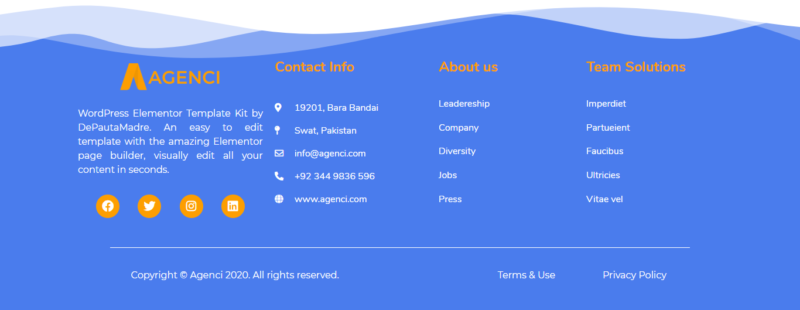 AGENCI
WordPress Elementor Template Kit by
DePautaMadre. An easy to edit
template with the amazing Elementor
page builder, visually edit all your
content in seconds.
Contact Info
19201, Bara Bandai
Swat, Pakistan
info@agenci.com
+92 344 9836 596
www.agenci.com
About us
Leadereship
Company
Diversity
Jobs
Press
Team Solutions
Imperdiet
Partueient
Faucibus
Ultricies
Vitae vel
Copyright © Agenci 2020. All rights reserved.
Terms & Use
Privacy Policy